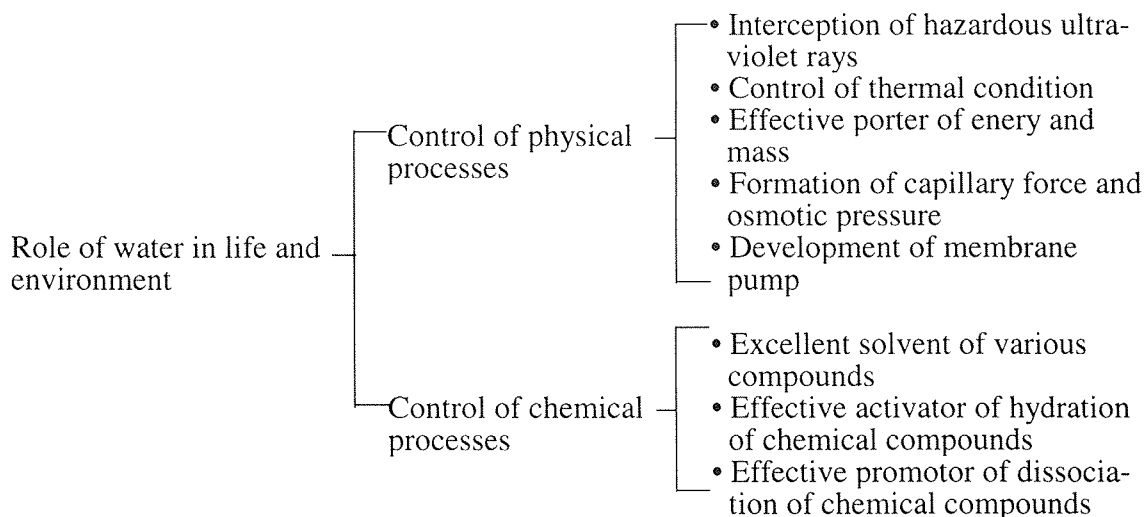 Role of water in life and
environment
Control of physical
processes
• Interception of hazardous ultra-
violet rays
• Control of thermal condition
• Effective porter of enery and
mass
• Formation of capillary force and
osmotic pressure
• Development of membrane
pump
Control of chemical
processes
• Excellent solvent of various
compounds
• Effective activator of hydration
of chemical compounds
• Effective promotor of dissocia-
tion of chemical compounds